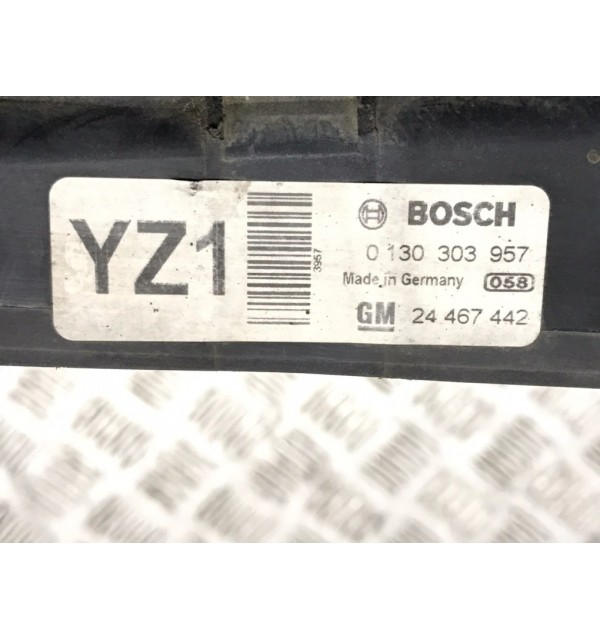 YZ1
3957
BOSCH
0 130 303 957
Made in Germany 058
GM 24 467 442